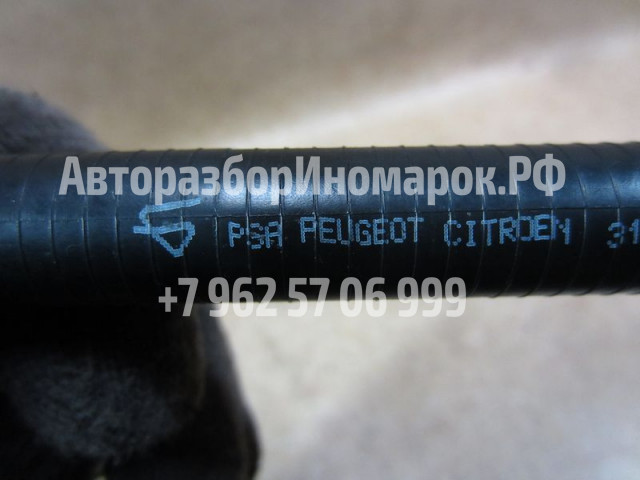 АвторазборИномарок.РФ
PSA PEUGEOT CITROEN 31
+7 962 57 06 999